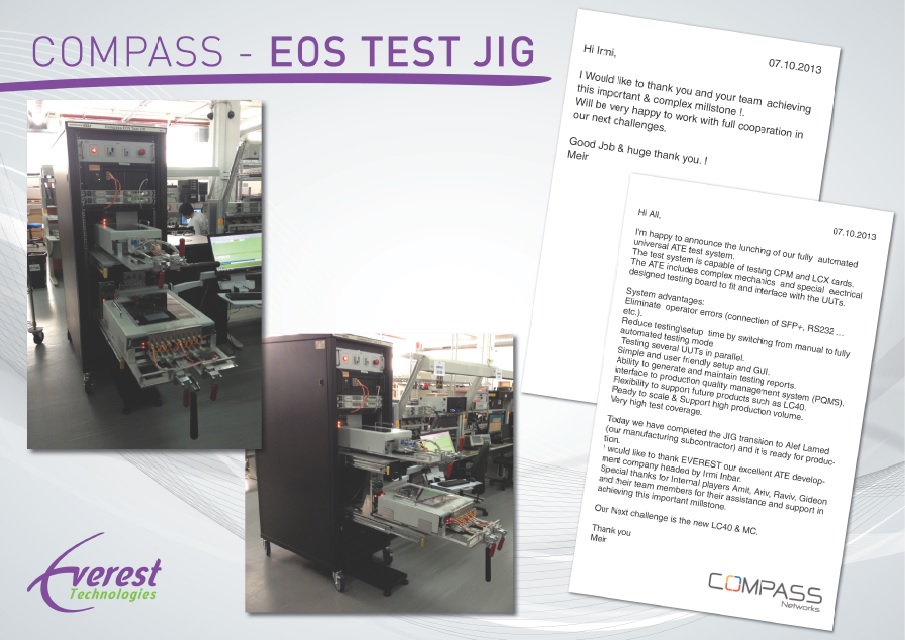 COMPASS - EOS TEST JIG
Hi Irmi,
07.10.2013
I Would like to thank you and your team achieving
this important & complex millstone !.
Will be very happy to work with full cooperation in
our next challenges.
Good Job & huge thank you. !
Meir
Hi All,
07.10.2013
I'm happy to announce the lunching of our fully automated
universal ATE test system.
The test system is capable of testing CPM and LCX cards.
The ATE includes complex mechanics and special electrical
designed testing board to fit and interface with the UUTs.
System advantages:
Eliminate operator errors (connection of SFP+, RS232 ...
etc.).
Reduce testing\setup time by switching from manual to fully
automated testing mode
Testing several UUTs in parallel.
Simple and user friendly setup and GUI.
Ability to generate and maintain testing reports.
Interface to production quality management system (PQMS).
Flexibility to support future products such as LC40.
Ready to scale & Support high production volume.
Very high test coverage.
Today we have completed the JIG transition to Alef Lamed
(our manufacturing subcontractor) and it is ready for produc-
tion.
I would like to thank EVEREST our excellent ATE develop-
ment company headed by Irmi Inbar.
Special thanks for Internal players Amit, Aviv, Raviv, Gideon
and their team members for their assistance and support in
achieving this important millstone.
Our Next challenge is the new LC40 & MC.
Thank you
Meir
COMPASS
Networks
Everest
Technologies